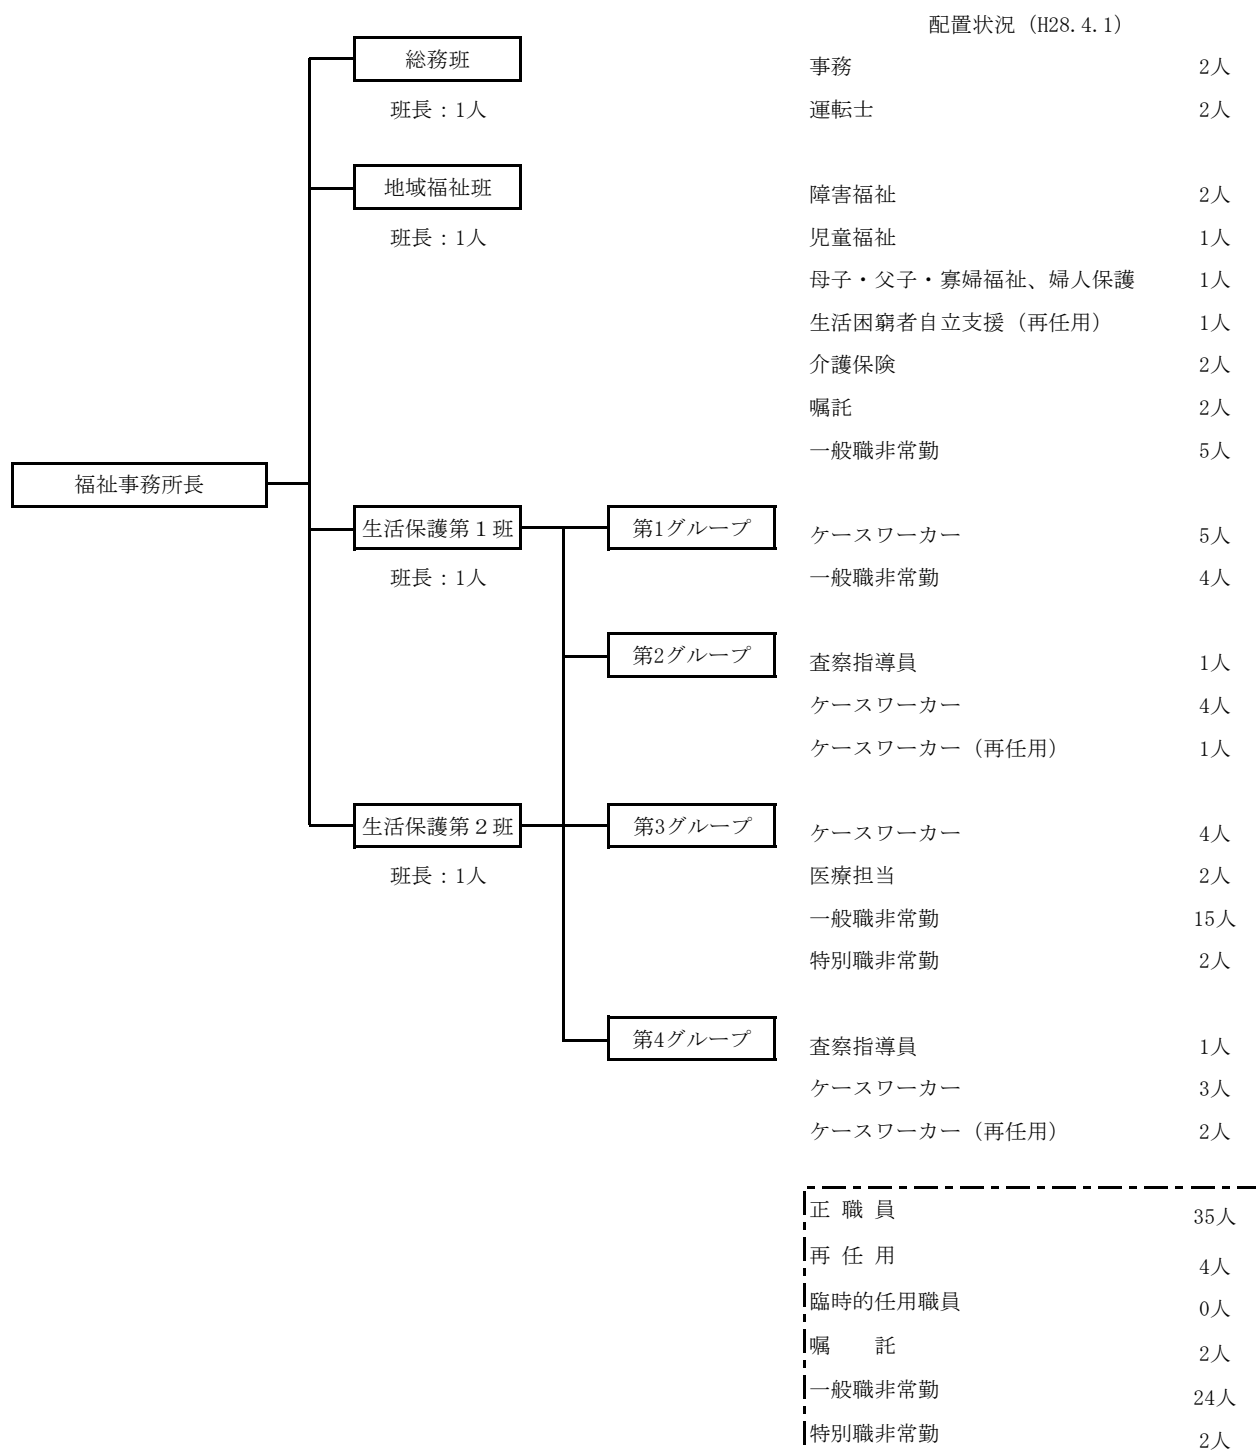 配置状況 (H28.4.1)
総務班
事務 2人
班長：1人
運転士 2人
地域福祉班
障害福祉 2人
班長：1人
児童福祉 1人
母子・父子・寡婦福祉、婦人保護 1人
生活困窮者自立支援 (再任用) 1人
介護保険 2人
嘱託 2人
一般職非常勤 5人
福祉事務所長
生活保護第１班 第1グループ ケースワーカー 5人
班長：1人
一般職非常勤 4人
第2グループ 査察指導員 1人
ケースワーカー 4人
ケースワーカー (再任用) 1人
生活保護第２班 第3グループ ケースワーカー 4人
班長：1人
医療担当 2人
一般職非常勤 15人
特別職非常勤 2人
第4グループ 査察指導員 1人
ケースワーカー 3人
ケースワーカー (再任用) 2人
正 職 員 35人
再 任 用 4人
臨時的任用職員 0人
嘱　　託 2人
一般職非常勤 24人
特別職非常勤 2人